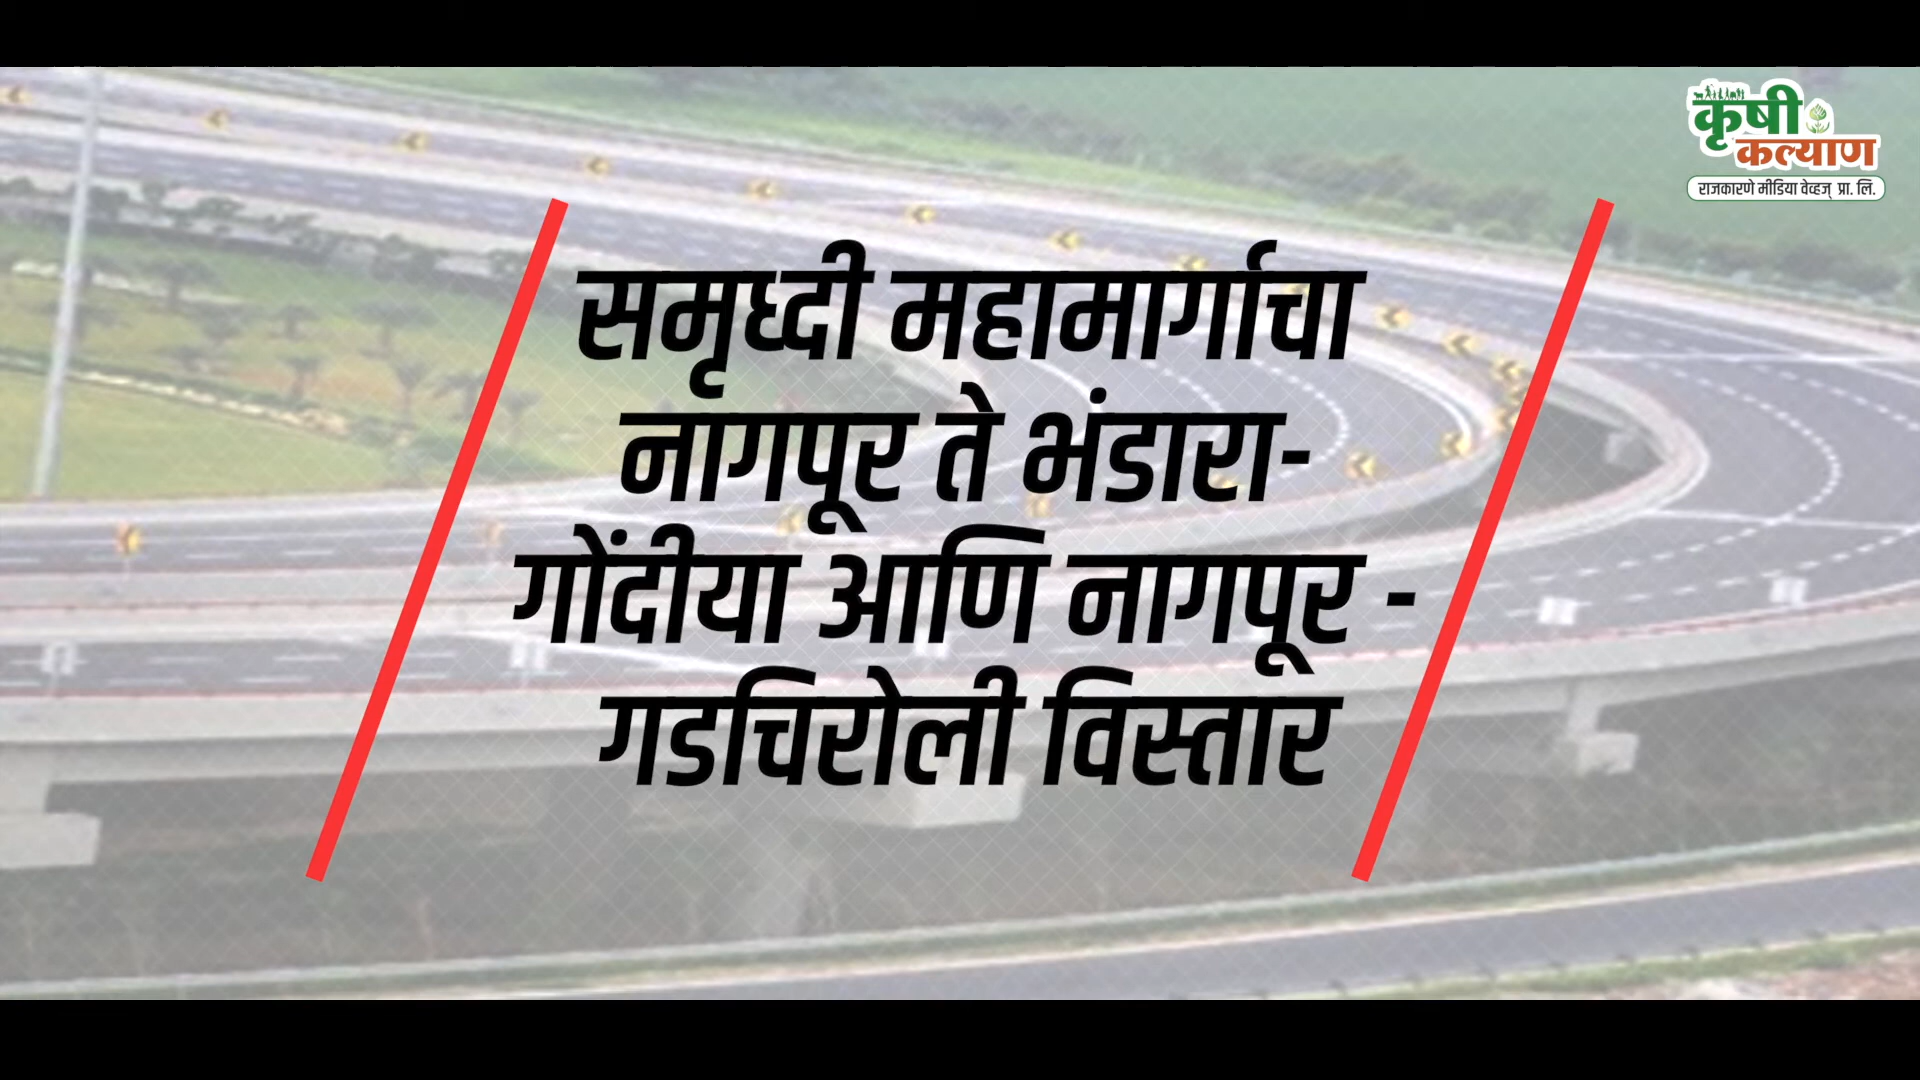 कृषी
कल्याण
राजकारणे मीडिया वेव्हज् प्रा. लि.
समृध्दी महामार्गाचा
नागपूर ते भंडारा-
गोंदीया आणि नागपूर -
गडचिरोली विस्तार